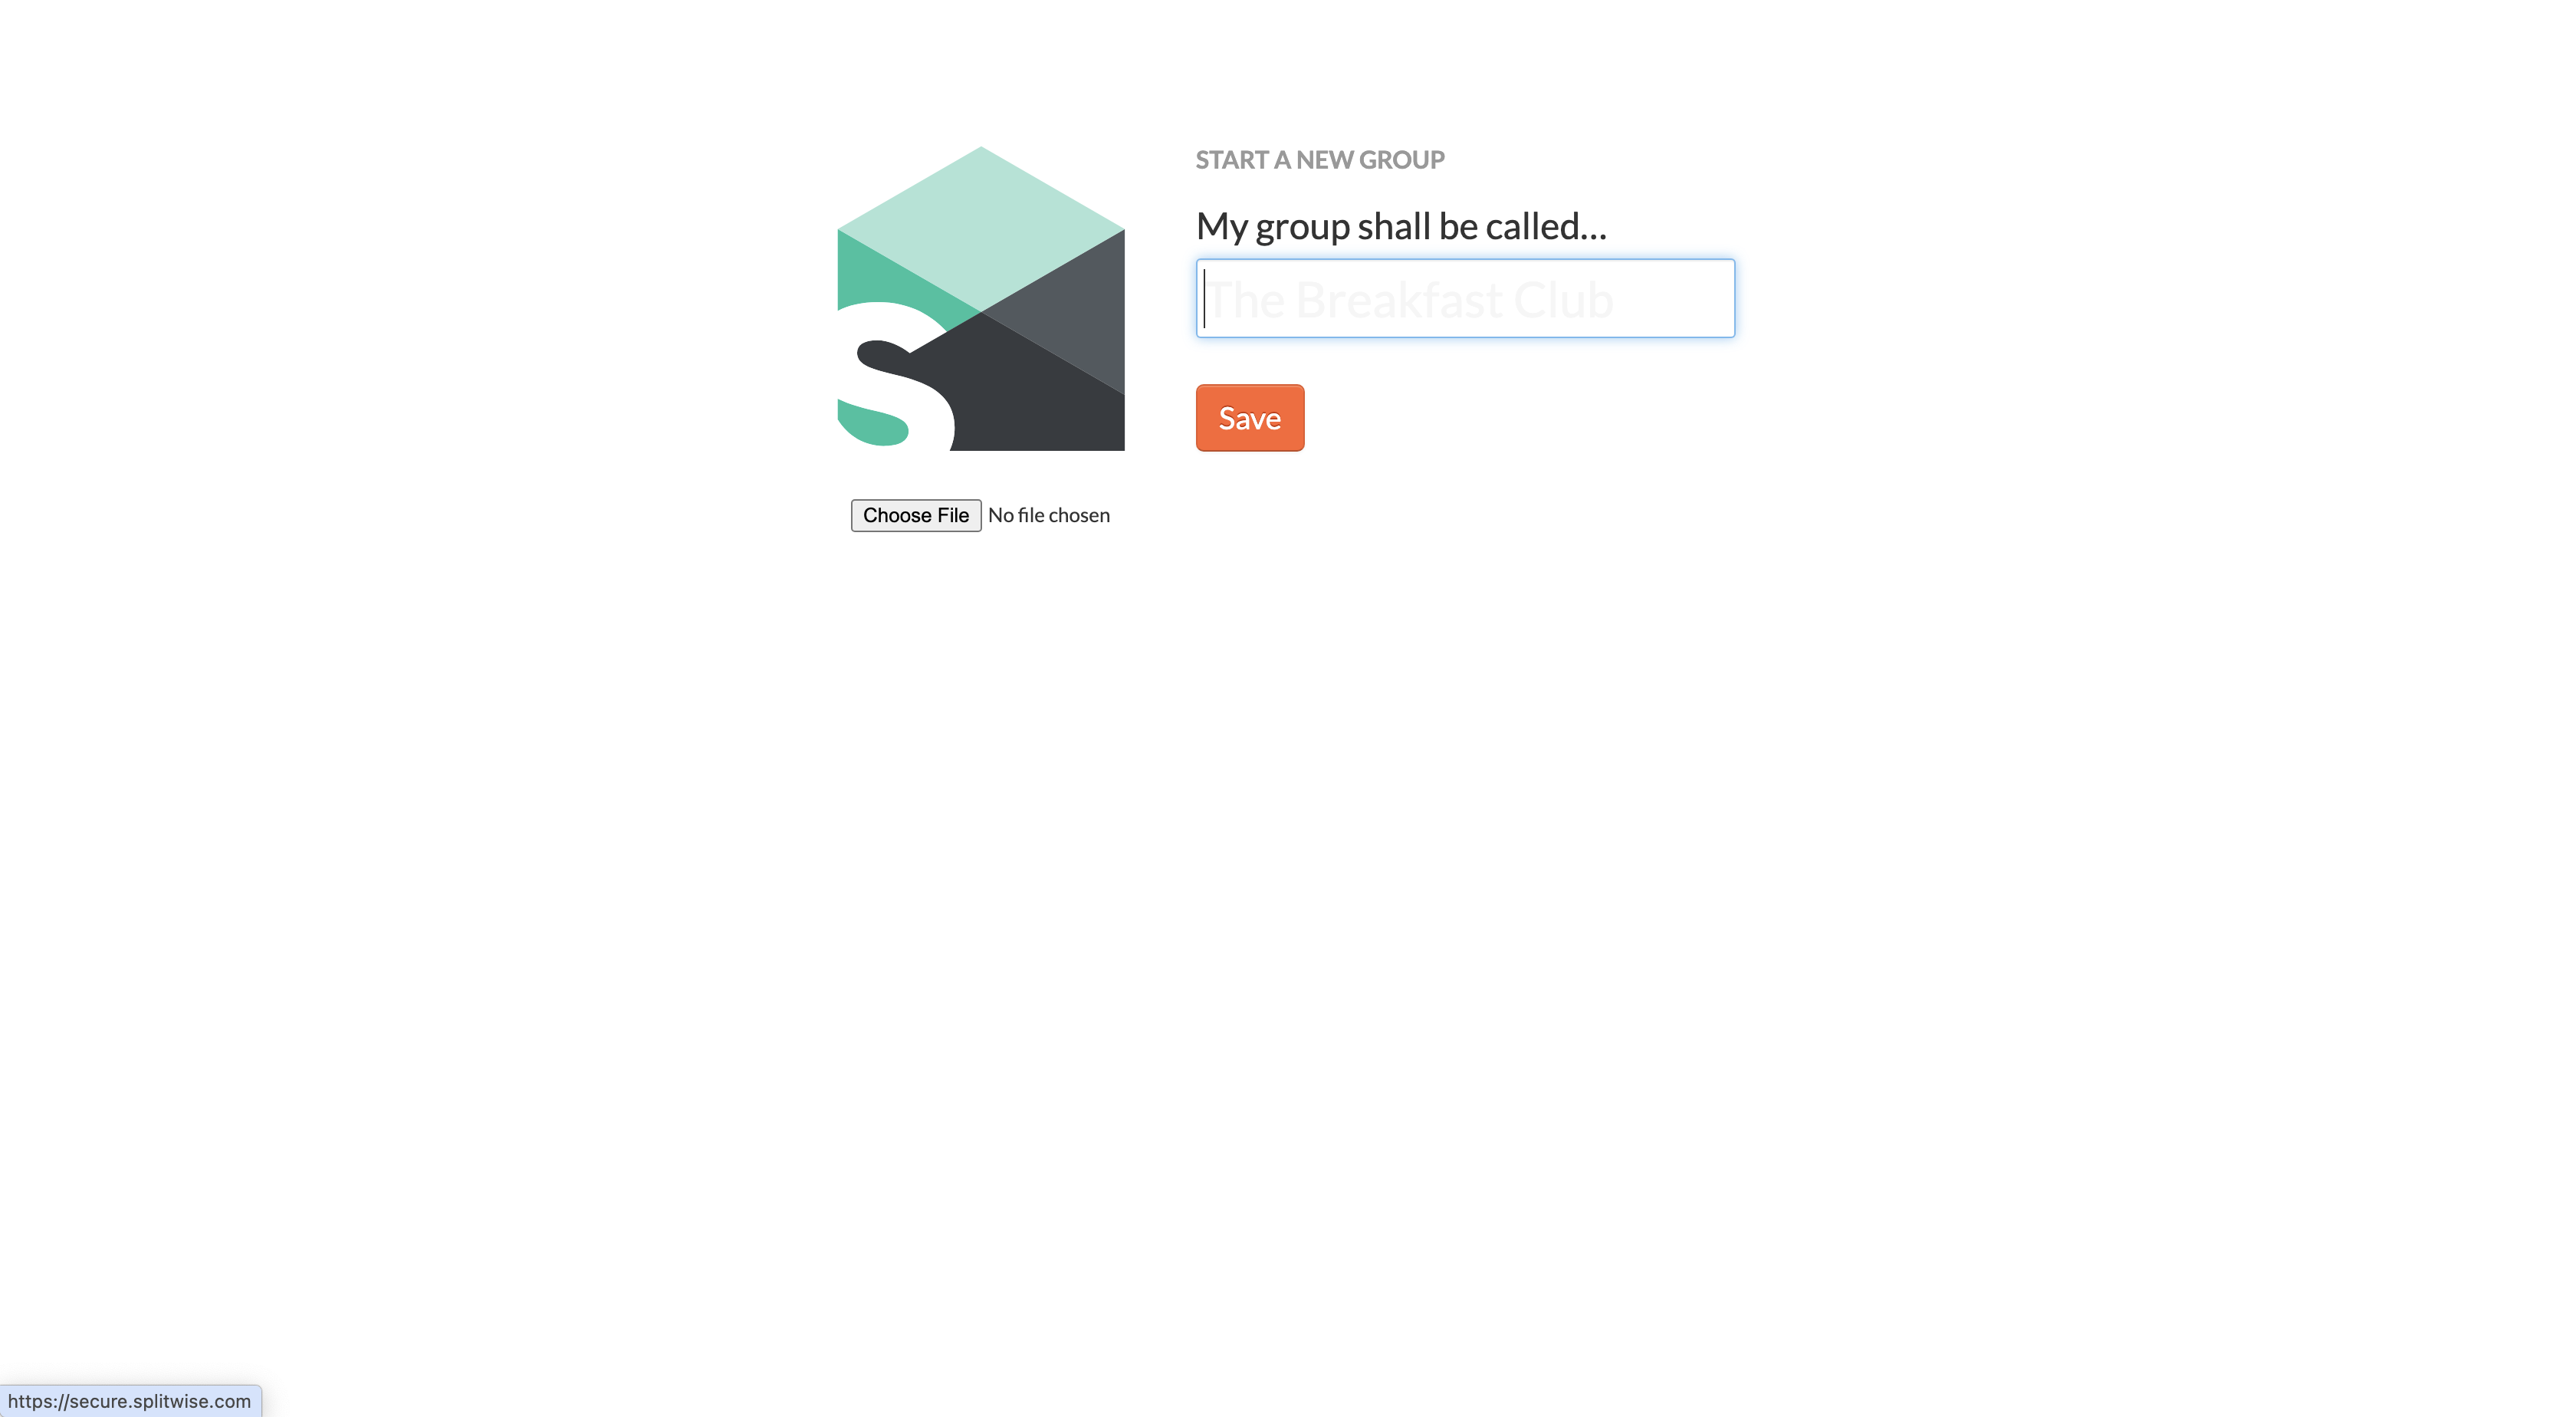 START A NEW GROUP
My group shall be called...
The Breakfast Club
Save
Choose File No file chosen
https://secure.splitwise.com